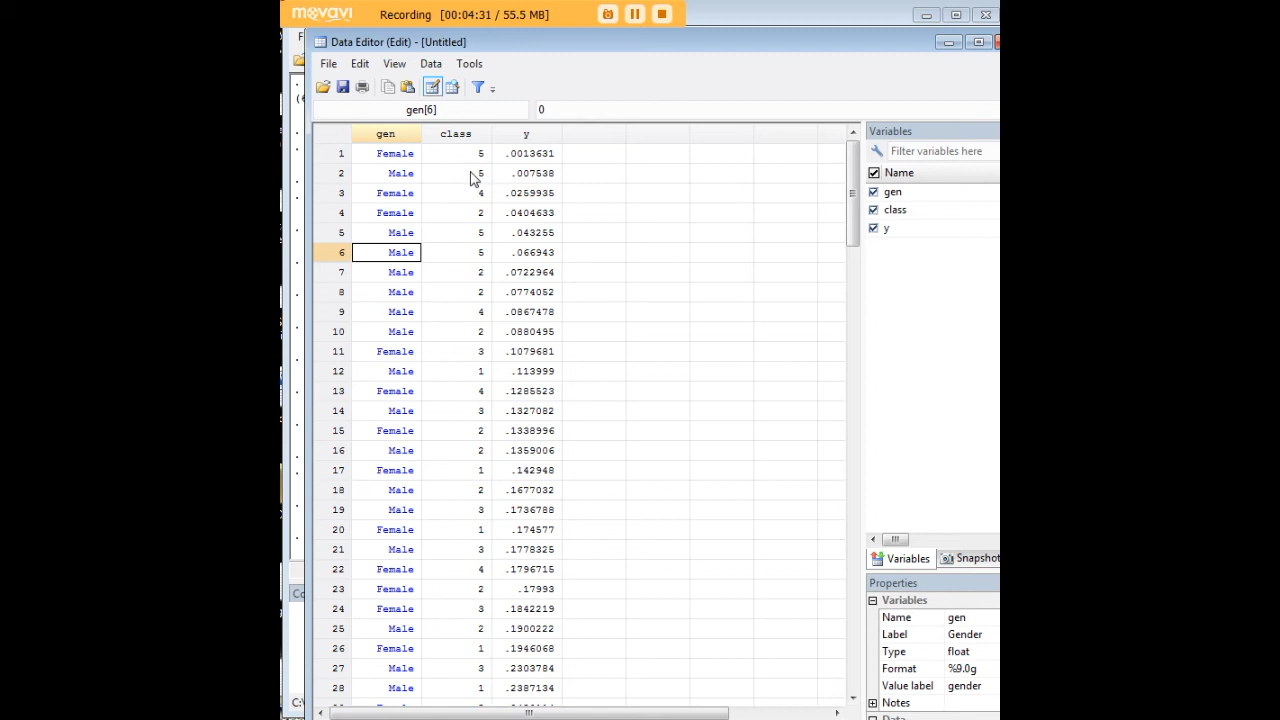 movavi Recording [00:04:31 / 55.5 MB]
Data Editor (Edit) - [Untitled]
File Edit View Data Tools
gen[6] 0
gen class y
1 Female 5 .0013631
2 Male 5 .007538
3 Female 4 .0259935
4 Female 2 .0404633
5 Male 5 .043255
6 Male 5 .066943
7 Male 2 .0722964
8 Male 2 .0774052
9 Male 4 .0867478
10 Male 2 .0880495
11 Female 3 .1079681
12 Male 1 .113999
13 Female 4 .1285523
14 Male 3 .1327082
15 Female 2 .1338996
16 Male 2 .1359006
17 Female 1 .142948
18 Male 2 .1677032
19 Male 3 .1736788
20 Female 1 .174577
21 Male 3 .1778325
22 Female 4 .1796715
23 Female 2 .17993
24 Female 3 .1842219
25 Male 2 .1900222
26 Female 1 .1946068
27 Male 3 .2303784
28 Male 1 .2387134
Variables
Filter variables here
Name
gen
class
y
Variables Snapshot
Properties
Variables
Name gen
Label Gender
Type float
Format %9.0g
Value label gender
Notes